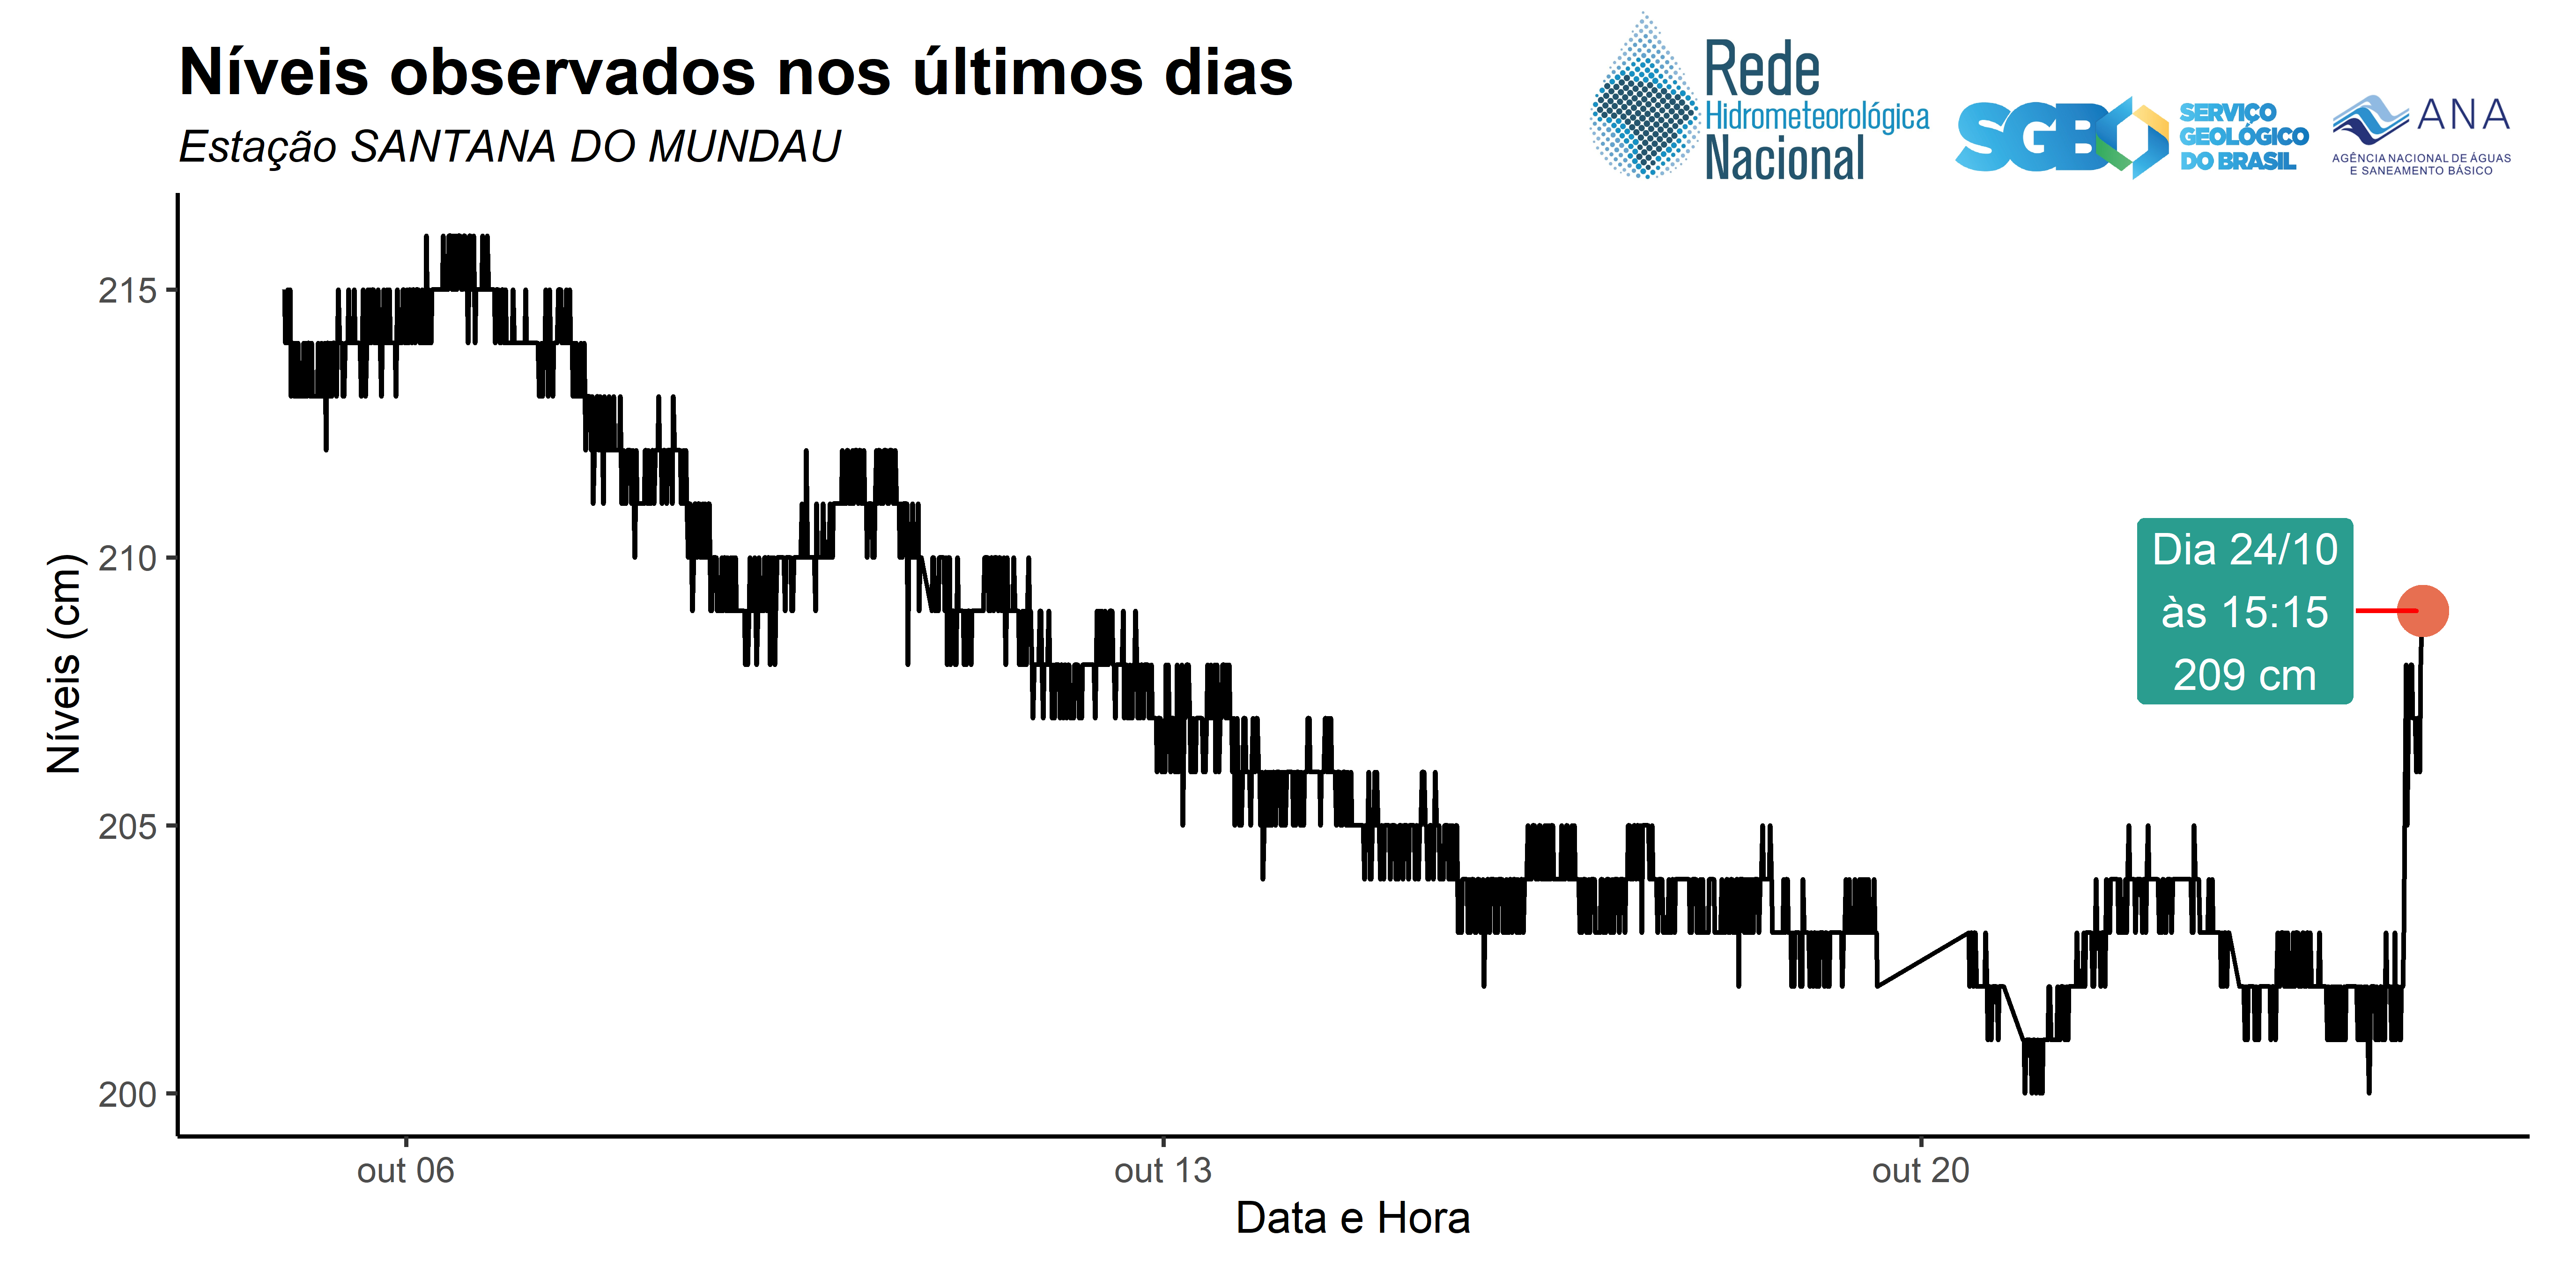 Níveis observados nos últimos dias
Estação SANTANA DO MUNDAU
Rede
Hidrometeorológica
Nacional
SGB
SERVIÇO
GEOLÓGICO
DO BRASIL
ANA
AGÊNCIA NACIONAL DE ÁGUAS
E SANEAMENTO BÁSICO
Níveis (cm)
215
210
205
200
Dia 24/10
às 15:15
209 cm
out 06
out 13
out 20
Data e Hora